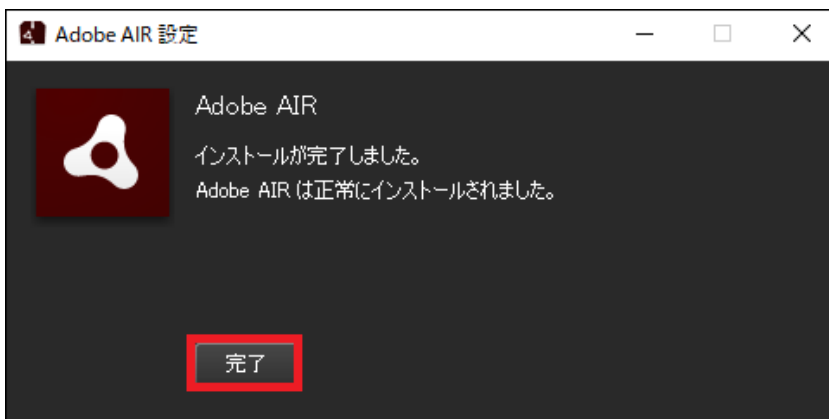 Adobe AIR 設定
Adobe AIR
インストールが完了しました。
Adobe AIR は正常にインストールされました。
完了